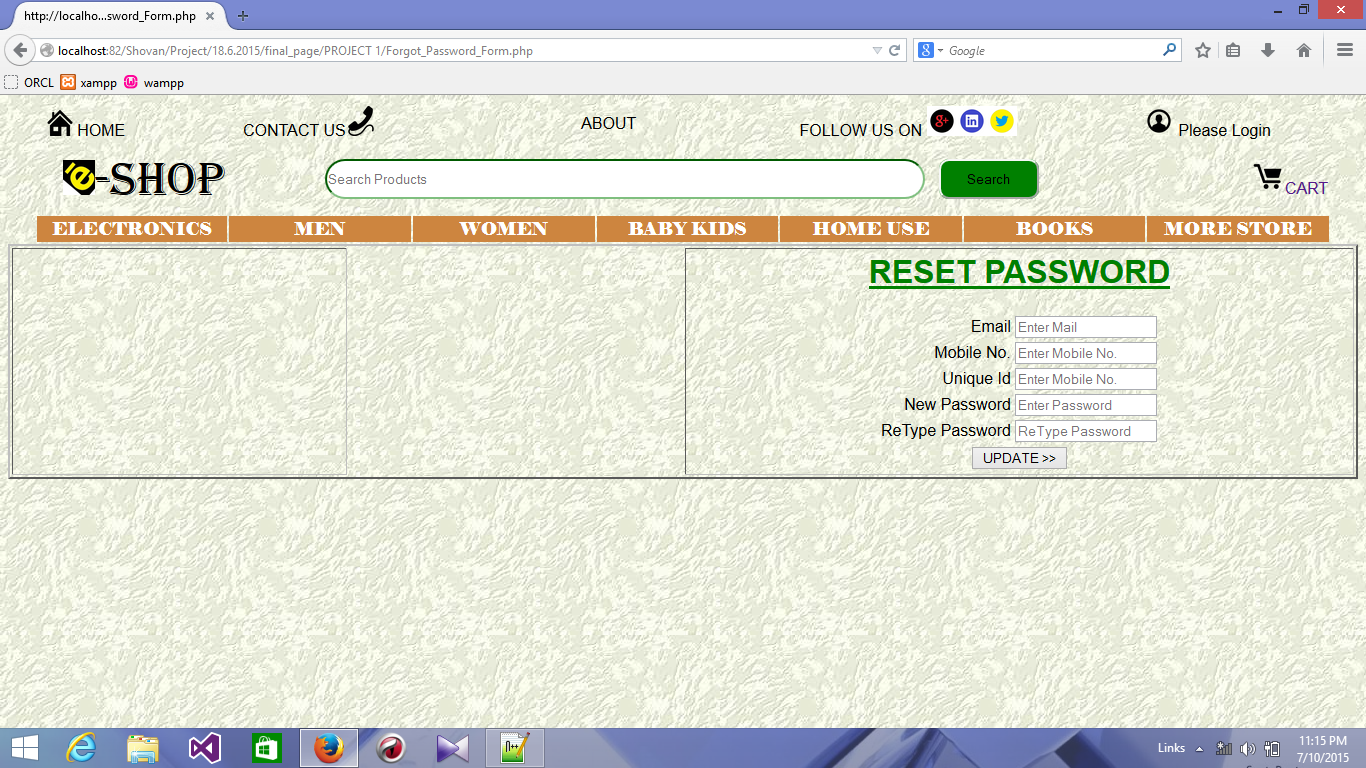 http://localho...sword_Form.php
localhost:82/Shovan/Project/18.6.2015/final_page/PROJECT 1/Forgot_Password_Form.php
8 Google
ORCL xampp wampp
HOME CONTACT US ABOUT FOLLOW US ON g+ in Please Login
e-SHOP Search Products Search CART
ELECTRONICS MEN WOMEN BABY KIDS HOME USE BOOKS MORE STORE
RESET PASSWORD
Email Enter Mail
Mobile No. Enter Mobile No.
Unique Id Enter Mobile No.
New Password Enter Password
ReType Password ReType Password
UPDATE >>
Links 11:15 PM
7/10/2015